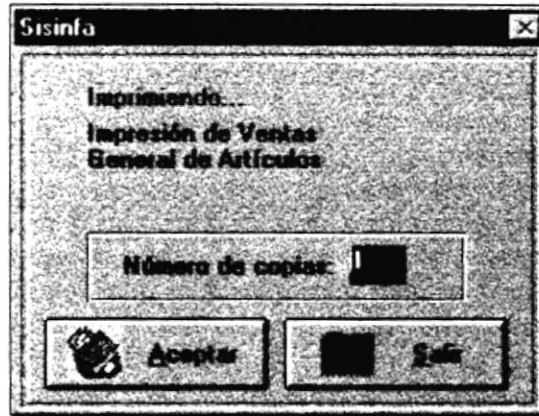 Sisinfa
Imprimiendo...
Impresión de Ventas
General de Artículos
Número de copias:
Aceptar
Salir